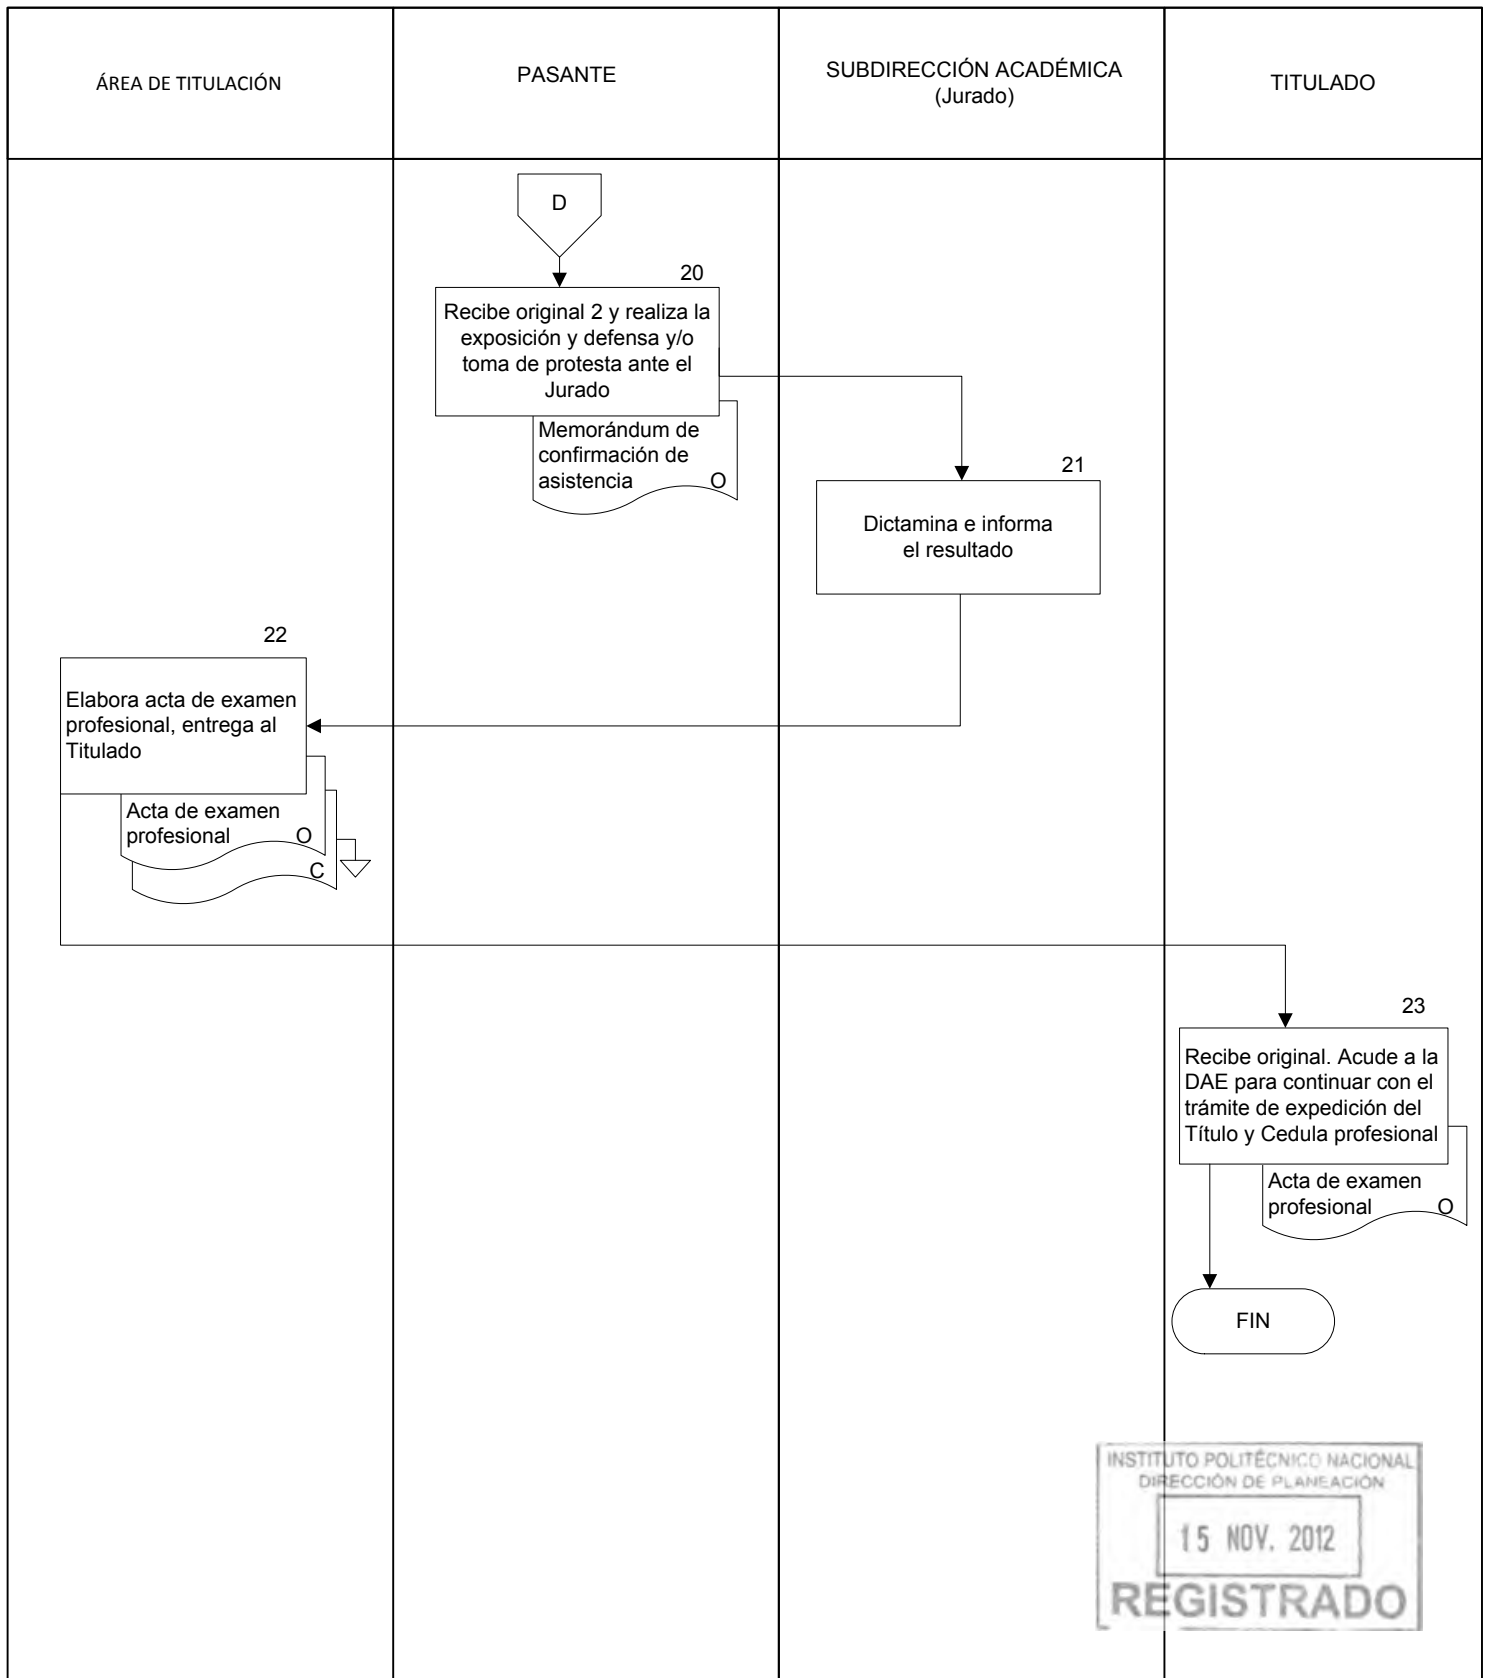 ÁREA DE TITULACIÓN
PASANTE
SUBDIRECCIÓN ACADÉMICA
(Jurado)
TITULADO
D
20
Recibe original 2 y realiza la
exposición y defensa y/o
toma de protesta ante el
Jurado
Memorándum de
confirmación de
asistencia O
21
Dictamina e informa
el resultado
22
Elabora acta de examen
profesional, entrega al
Titulado
Acta de examen
profesional O
C
23
Recibe original. Acude a la
DAE para continuar con el
trámite de expedición del
Título y Cedula profesional
Acta de examen
profesional O
FIN
INSTITUTO POLITÉCNICO NACIONAL
DIRECCIÓN DE PLANEACIÓN
15 NOV. 2012
REGISTRADO